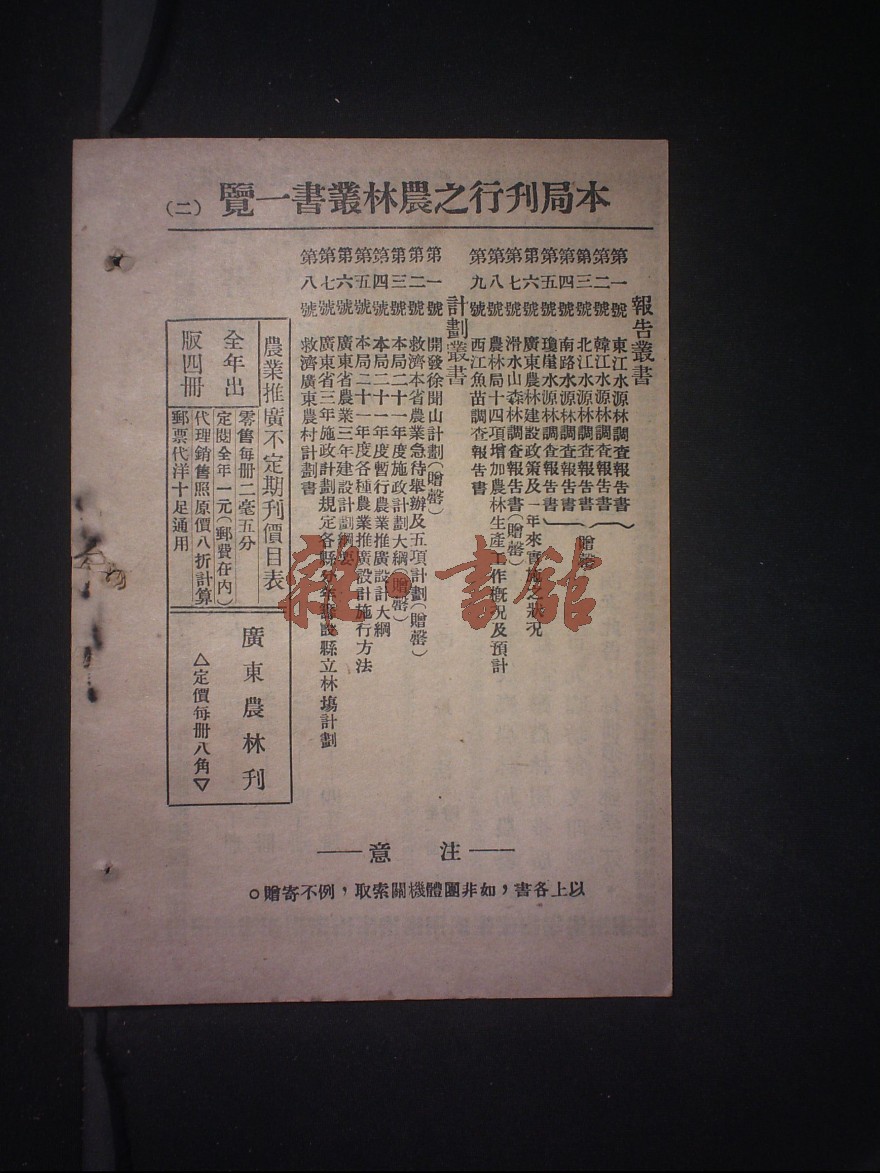 本局刊行之農林叢書一覽(二)
報告叢書
第一號 東江水源林調查報告書
第二號 韓江水源林調查報告書
第三號 北江水源林調查報告書
第四號 南路水源林調查報告書
第五號 瓊崖水源林調查報告書
(贈罄)
第六號 廣東農林建設政策及一年來實施之狀況
第七號 滑水山森林調查報告書(贈罄)
第八號 農林局十四項增加農林生產工作概況及預計
第九號 西江魚苗調查報告書
計劃叢書
第一號 開發徐聞山計劃(贈罄)
第二號 救濟本省農業急待舉辦及五項計劃(贈罄)
第三號 本局二十一年度施政計劃大綱(贈罄)
第四號 本局二十一年度暫行農業推廣設計大綱
第五號 本局二十一年度各種農業推廣設計施行方法
第六號 廣東省農業三年建設計劃綱要
第七號 廣東省三年施政計劃規定各縣分年籌設縣立林塲計劃
第八號 救濟廣東農村計劃書
農業推廣不定期刊價目表
全年出版四冊
零售每冊二毫五分
定閱全年一元(郵費在內)
代理銷售照原價八折計算
郵票代洋十足通用
廣東農林刊
△定價每冊八角▽
注意
以上各書,如非團體機關索取,例不寄贈。
雜·書館